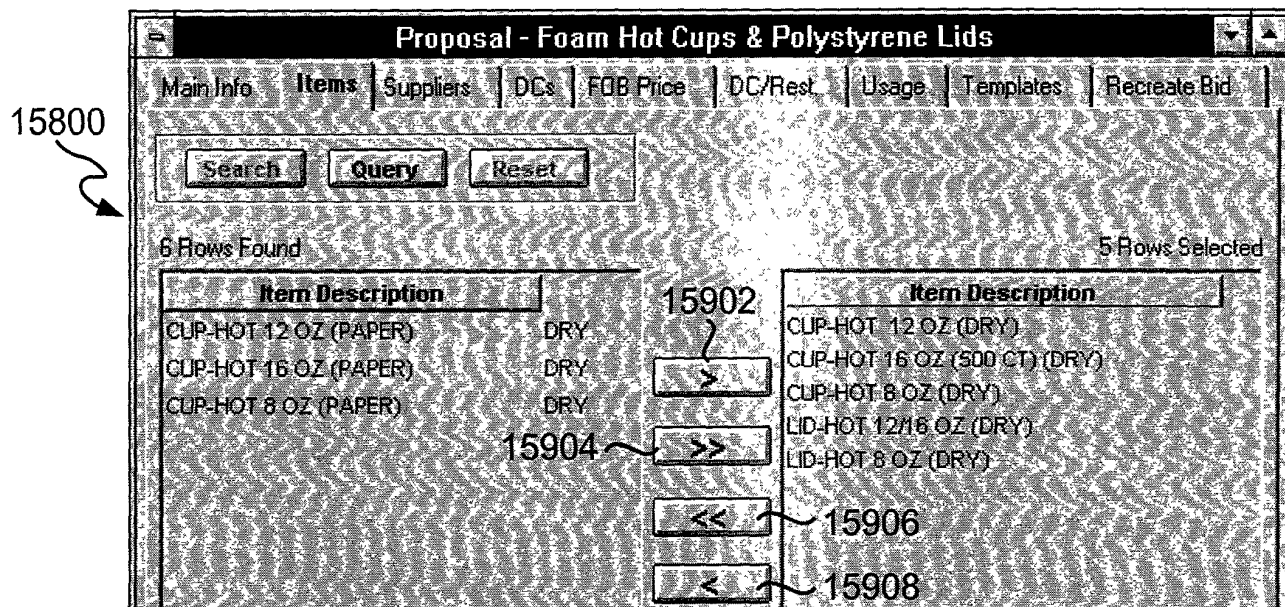 Proposal - Foam Hot Cups & Polystyrene Lids
Main Info Items Suppliers DCs FOB Price DC/Rest. Usage Templates Recreate Bid
15800
Search Query Reset
6 Rows Found 5 Rows Selected
Item Description 15902 Item Description
CUP-HOT 12 OZ (PAPER) DRY CUP-HOT 12 OZ (DRY)
CUP-HOT 16 OZ (PAPER) DRY > CUP-HOT 16 OZ (500 CT) (DRY)
CUP-HOT 8 OZ (PAPER) DRY CUP-HOT 8 OZ (DRY)
LID-HOT 12/16 OZ (DRY)
15904 >> LID-HOT 8 OZ (DRY)
<< 15906
< 15908